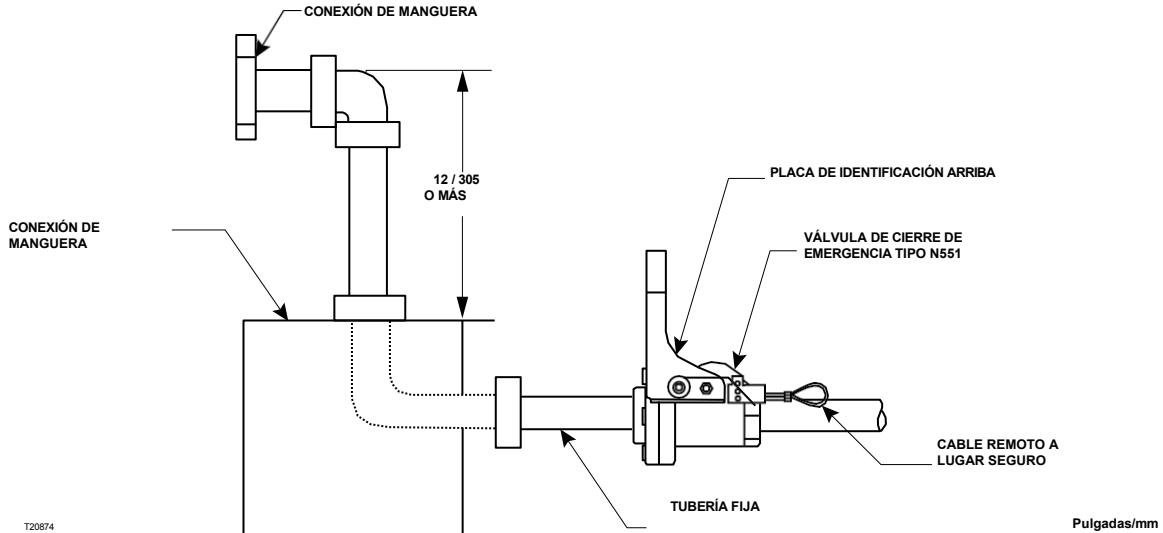 CONEXIÓN DE MANGUERA
12 / 305
O MÁS
PLACA DE IDENTIFICACIÓN ARRIBA
CONEXIÓN DE
MANGUERA
VÁLVULA DE CIERRE DE
EMERGENCIA TIPO N551
CABLE REMOTO A
LUGAR SEGURO
TUBERÍA FIJA
T20874
Pulgadas/mm